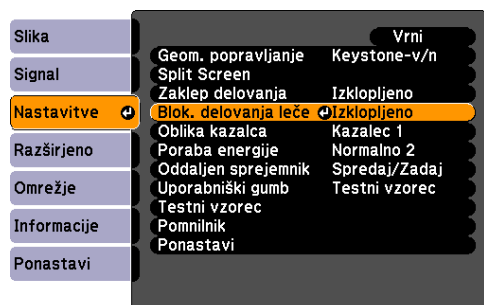 Slika
Signal
Nastavitve
Razširjeno
Omrežje
Informacije
Ponastavi
Vrni
Geom. popravljanje Keystone-v/n
Split Screen
Zaklep delovanja Izklopljeno
Blok. delovanja leče Izklopljeno
Oblika kazalca Kazalec 1
Poraba energije Normalno 2
Oddaljen sprejemnik Spredaj/Zadaj
Uporabniški gumb Testni vzorec
Testni vzorec
Pomnilnik
Ponastavi